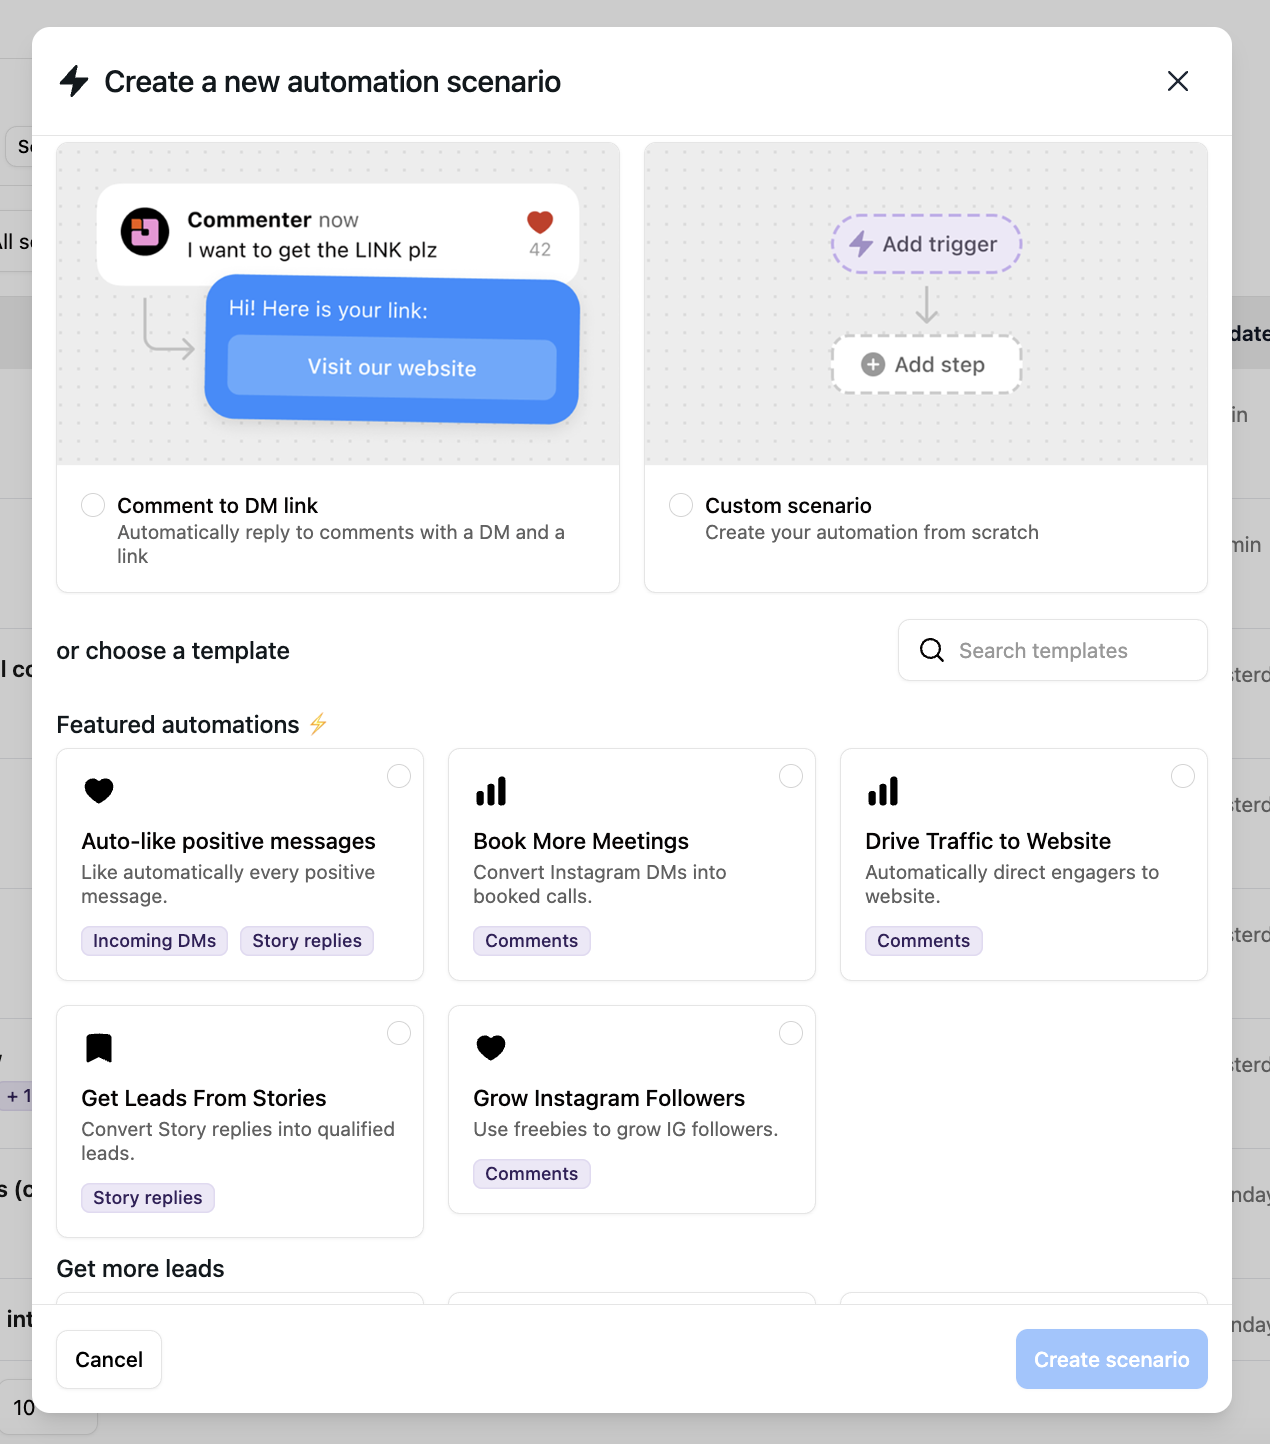 Create a new automation scenario
Commenter now
I want to get the LINK plz
42
Hi! Here is your link:
Visit our website
Add trigger
Add step
Comment to DM link
Automatically reply to comments with a DM and a
link
Custom scenario
Create your automation from scratch
or choose a template
Search templates
Featured automations ⚡
Auto-like positive messages
Like automatically every positive
message.
Incoming DMs
Story replies
Book More Meetings
Convert Instagram DMs into
booked calls.
Comments
Drive Traffic to Website
Automatically direct engagers to
website.
Comments
Get Leads From Stories
Convert Story replies into qualified
leads.
Story replies
Grow Instagram Followers
Use freebies to grow IG followers.
Comments
Get more leads
Cancel
Create scenario
+ 1
10